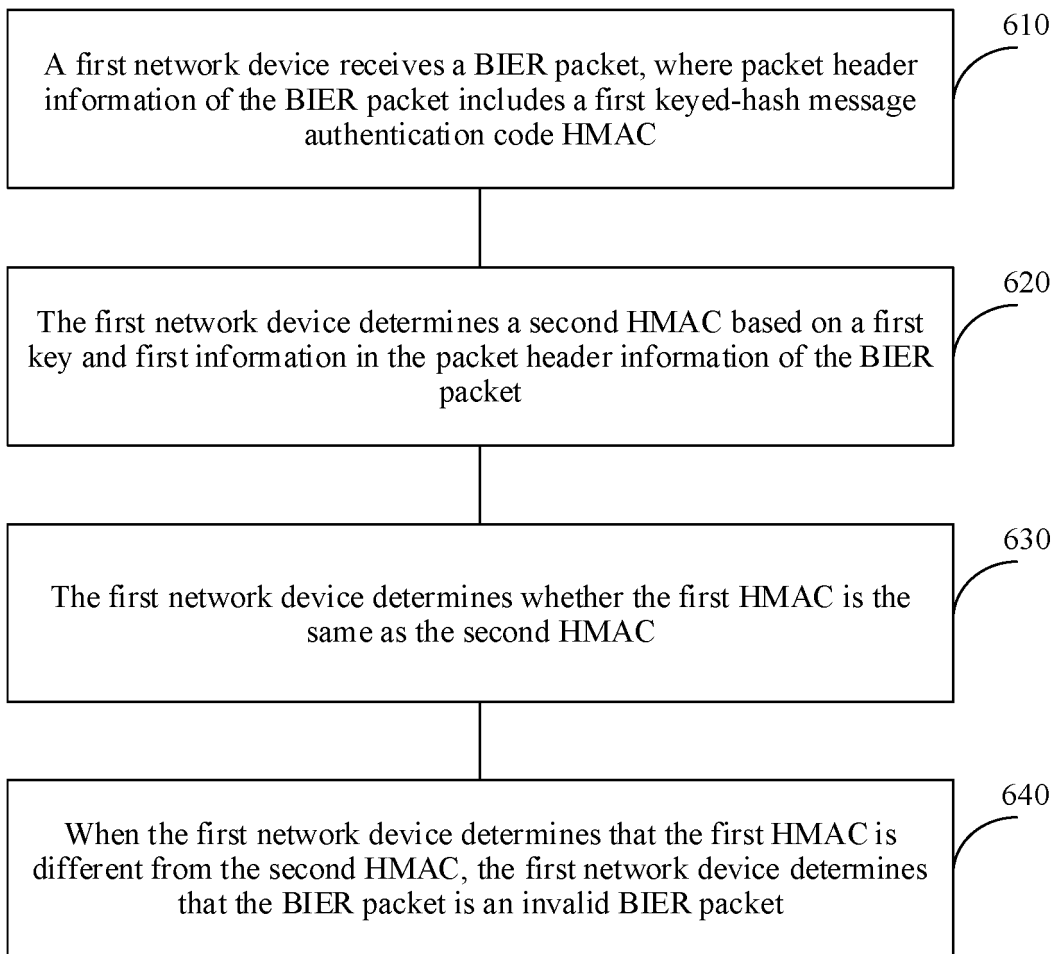 610
A first network device receives a BIER packet, where packet header
information of the BIER packet includes a first keyed-hash message
authentication code HMAC
620
The first network device determines a second HMAC based on a first
key and first information in the packet header information of the BIER
packet
630
The first network device determines whether the first HMAC is the
same as the second HMAC
640
When the first network device determines that the first HMAC is
different from the second HMAC, the first network device determines
that the BIER packet is an invalid BIER packet